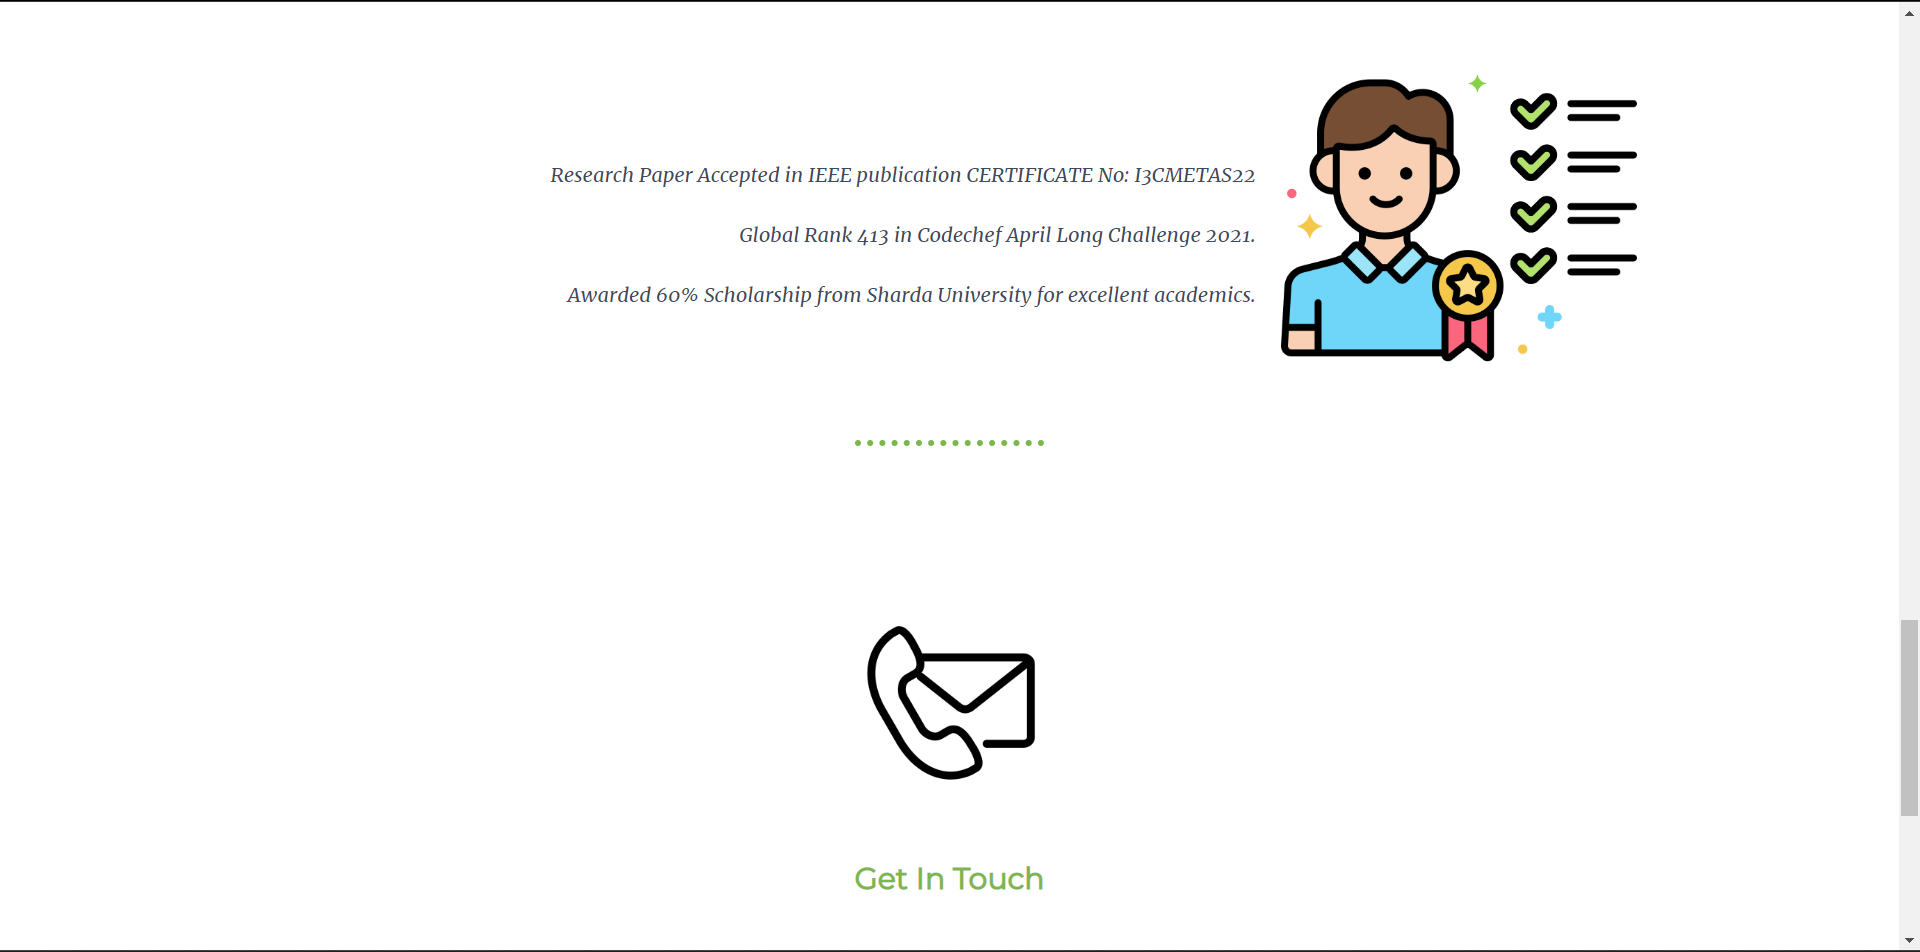 Research Paper Accepted in IEEE publication CERTIFICATE No: I3CMETAS22
Global Rank 413 in Codechef April Long Challenge 2021.
Awarded 60% Scholarship from Sharda University for excellent academics.
Get In Touch